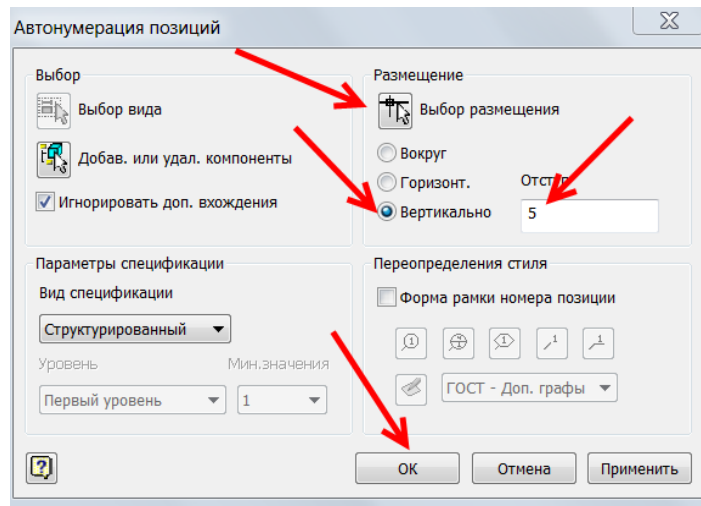 Автонумерация позиций
Выбор
Выбор вида
Добав. или удал. компоненты
Игнорировать доп. вхождения
Размещение
Выбор размещения
Вокруг
Горизонт.
Вертикально
5
Параметры спецификации
Вид спецификации
Структурированный
Уровень Мин.значения
Первый уровень 1
Переопределения стиля
Форма рамки номера позиции
ГОСТ - Доп. графы
ОК Отмена Применить